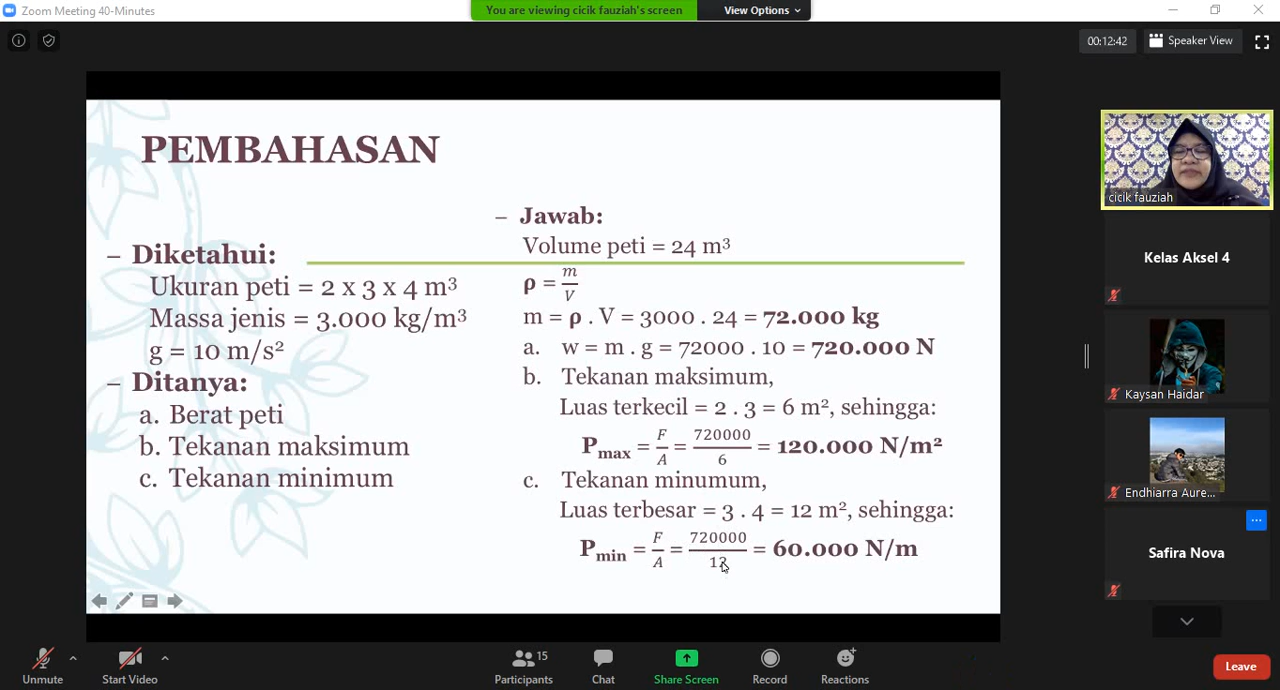 Zoom Meeting 40-Minutes
You are viewing cicik fauziah's screen
View Options
00:12:42
Speaker View
PEMBAHASAN
– Diketahui:
Ukuran peti = 2 x 3 x 4 m³
Massa jenis = 3.000 kg/m³
g = 10 m/s²
– Ditanya:
a. Berat peti
b. Tekanan maksimum
c. Tekanan minimum
– Jawab:
Volume peti = 24 m³
ρ = m/V
m = ρ . V = 3000 . 24 = 72.000 kg
a. w = m . g = 72000 . 10 = 720.000 N
b. Tekanan maksimum,
Luas terkecil = 2 . 3 = 6 m², sehingga:
Pmax = F/A = 720000/6 = 120.000 N/m²
c. Tekanan minumum,
Luas terbesar = 3 . 4 = 12 m², sehingga:
Pmin = F/A = 720000/12 = 60.000 N/m
cicik fauziah
Kelas Aksel 4
Kaysan Haidar
Endhiarra Aure...
Safira Nova
Unmute
Start Video
Participants
15
Chat
Share Screen
Record
Reactions
Leave